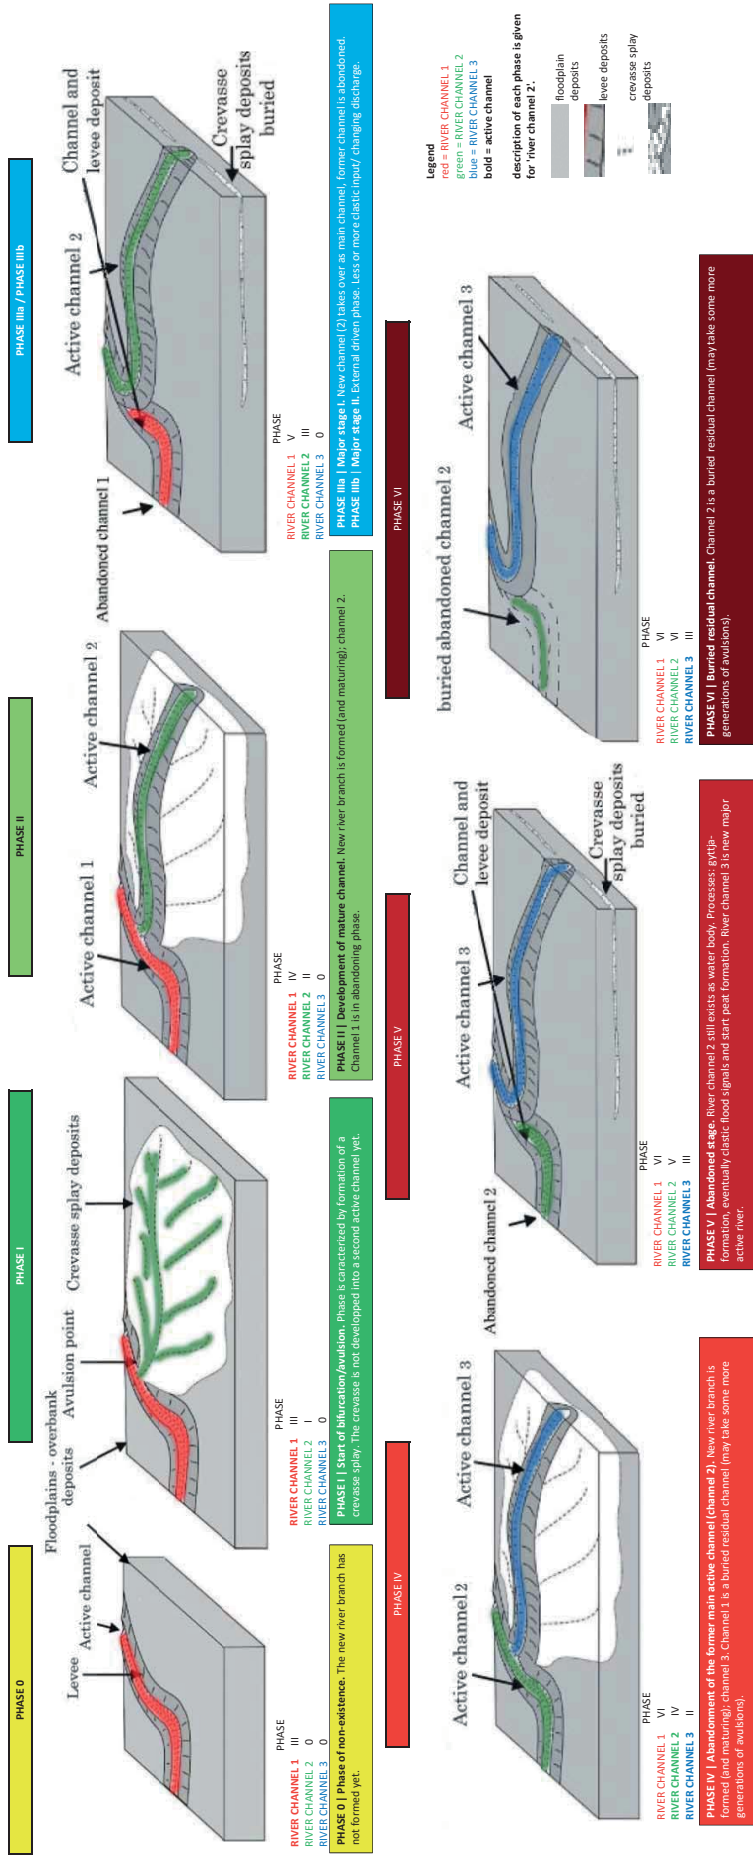 PHASE 0
Levee
Active channel
PHASE
RIVER CHANNEL 1 III
RIVER CHANNEL 2 0
RIVER CHANNEL 3 0
PHASE 0 | Phase of non-existence. The new river branch has
not formed yet.
PHASE I
Floodplains - overbank
deposits
Avulsion point
Crevasse splay deposits
PHASE
RIVER CHANNEL 1 III
RIVER CHANNEL 2 I
RIVER CHANNEL 3 0
PHASE I | Start of bifurcation/avulsion. Phase is caracterized by formation of a
crevasse splay. The crevasse is not developped into a second active channel yet.
PHASE II
Active channel 1
Active channel 2
PHASE
RIVER CHANNEL 1 IV
RIVER CHANNEL 2 II
RIVER CHANNEL 3 0
PHASE II | Development of mature channel. New river branch is formed (and maturing); channel 2.
Channel 1 is in abandoning phase.
PHASE IIIa / PHASE IIIb
Abandoned channel 1
Active channel 2
Channel and
levee deposit
Crevasse
splay deposits
buried
PHASE
RIVER CHANNEL 1 V
RIVER CHANNEL 2 III
RIVER CHANNEL 3 0
PHASE IIIa | Major stage I. New channel (2) takes over as main channel, former channel is abondoned.
PHASE IIIb | Major stage II. External driven phase. Less or more clastic input/ changing discharge.
PHASE IV
Active channel 2
Active channel 3
PHASE
RIVER CHANNEL 1 VI
RIVER CHANNEL 2 IV
RIVER CHANNEL 3 II
PHASE IV | Abandonment of the former main active channel (channel 2). New river branch is
formed (and maturing); channel 3. Channel 1 is a buried residual channel (may take some more
generations of avulsions).
PHASE V
Abandoned channel 2
Active channel 3
Channel and
levee deposit
Crevasse
splay deposits
buried
PHASE
RIVER CHANNEL 1 VI
RIVER CHANNEL 2 V
RIVER CHANNEL 3 III
PHASE V | Abandoned stage. River channel 2 still exists as water body. Processes: gyttja-
formation, eventually clastic flood signals and start peat formation. River channel 3 is new major
active river.
PHASE VI
buried abandoned channel 2
Active channel 3
PHASE
RIVER CHANNEL 1 VI
RIVER CHANNEL 2 VI
RIVER CHANNEL 3 III
PHASE VI | Burried residual channel. Channel 2 is a buried residual channel (may take some more
generations of avulsions).
Legend
red = RIVER CHANNEL 1
green = RIVER CHANNEL 2
blue = RIVER CHANNEL 3
bold = active channel
description of each phase is given
for 'river channel 2'.
floodplain
deposits
levee deposits
crevasse splay
deposits